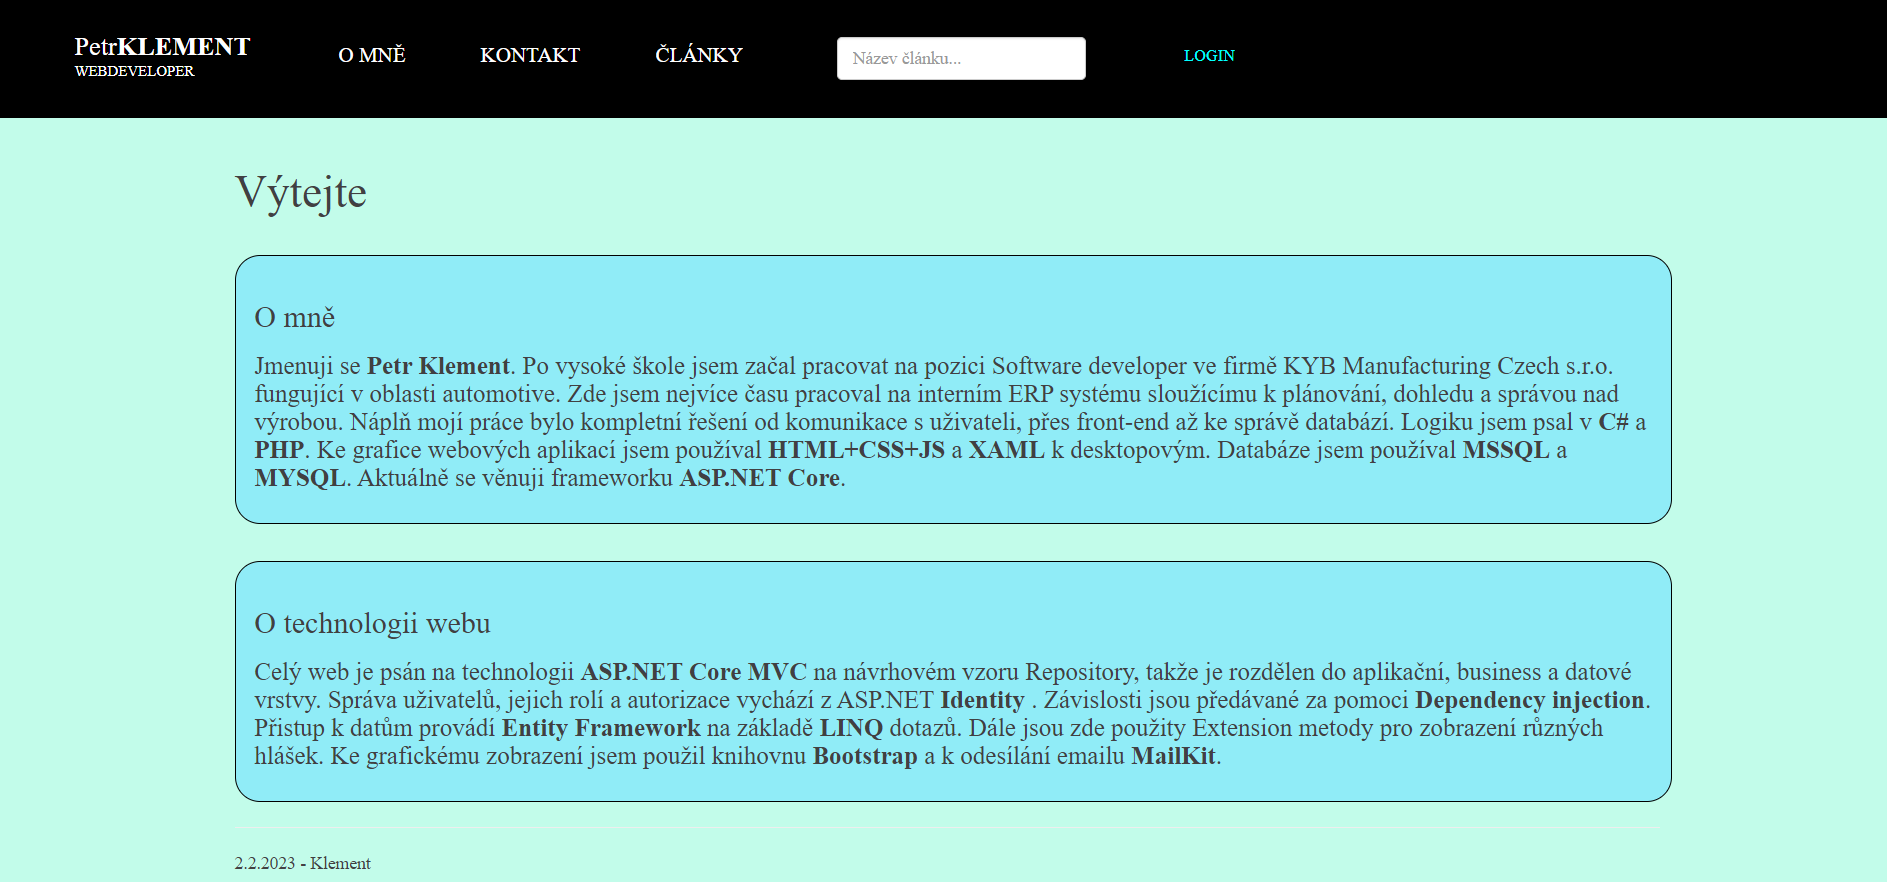 PetrKLEMENT
WEBDEVELOPER
O MNĚ
KONTAKT
ČLÁNKY
Název článku...
LOGIN
Výtejte
O mně
Jmenuji se Petr Klement. Po vysoké škole jsem začal pracovat na pozici Software developer ve firmě KYB Manufacturing Czech s.r.o.
fungující v oblasti automotive. Zde jsem nejvíce času pracoval na interním ERP systému sloužícímu k plánování, dohledu a správou nad
výrobou. Náplň mojí práce bylo kompletní řešení od komunikace s uživateli, přes front-end až ke správě databází. Logiku jsem psal v C# a
PHP. Ke grafice webových aplikací jsem používal HTML+CSS+JS a XAML k desktopovým. Databáze jsem používal MSSQL a
MYSQL. Aktuálně se věnuji frameworku ASP.NET Core.
O technologii webu
Celý web je psán na technologii ASP.NET Core MVC na návrhovém vzoru Repository, takže je rozdělen do aplikační, business a datové
vrstvy. Správa uživatelů, jejich rolí a autorizace vychází z ASP.NET Identity . Závislosti jsou předávané za pomoci Dependency injection.
Přistup k datům provádí Entity Framework na základě LINQ dotazů. Dále jsou zde použity Extension metody pro zobrazení různých
hlášek. Ke grafickému zobrazení jsem použil knihovnu Bootstrap a k odesílání emailu MailKit.
2.2.2023 - Klement